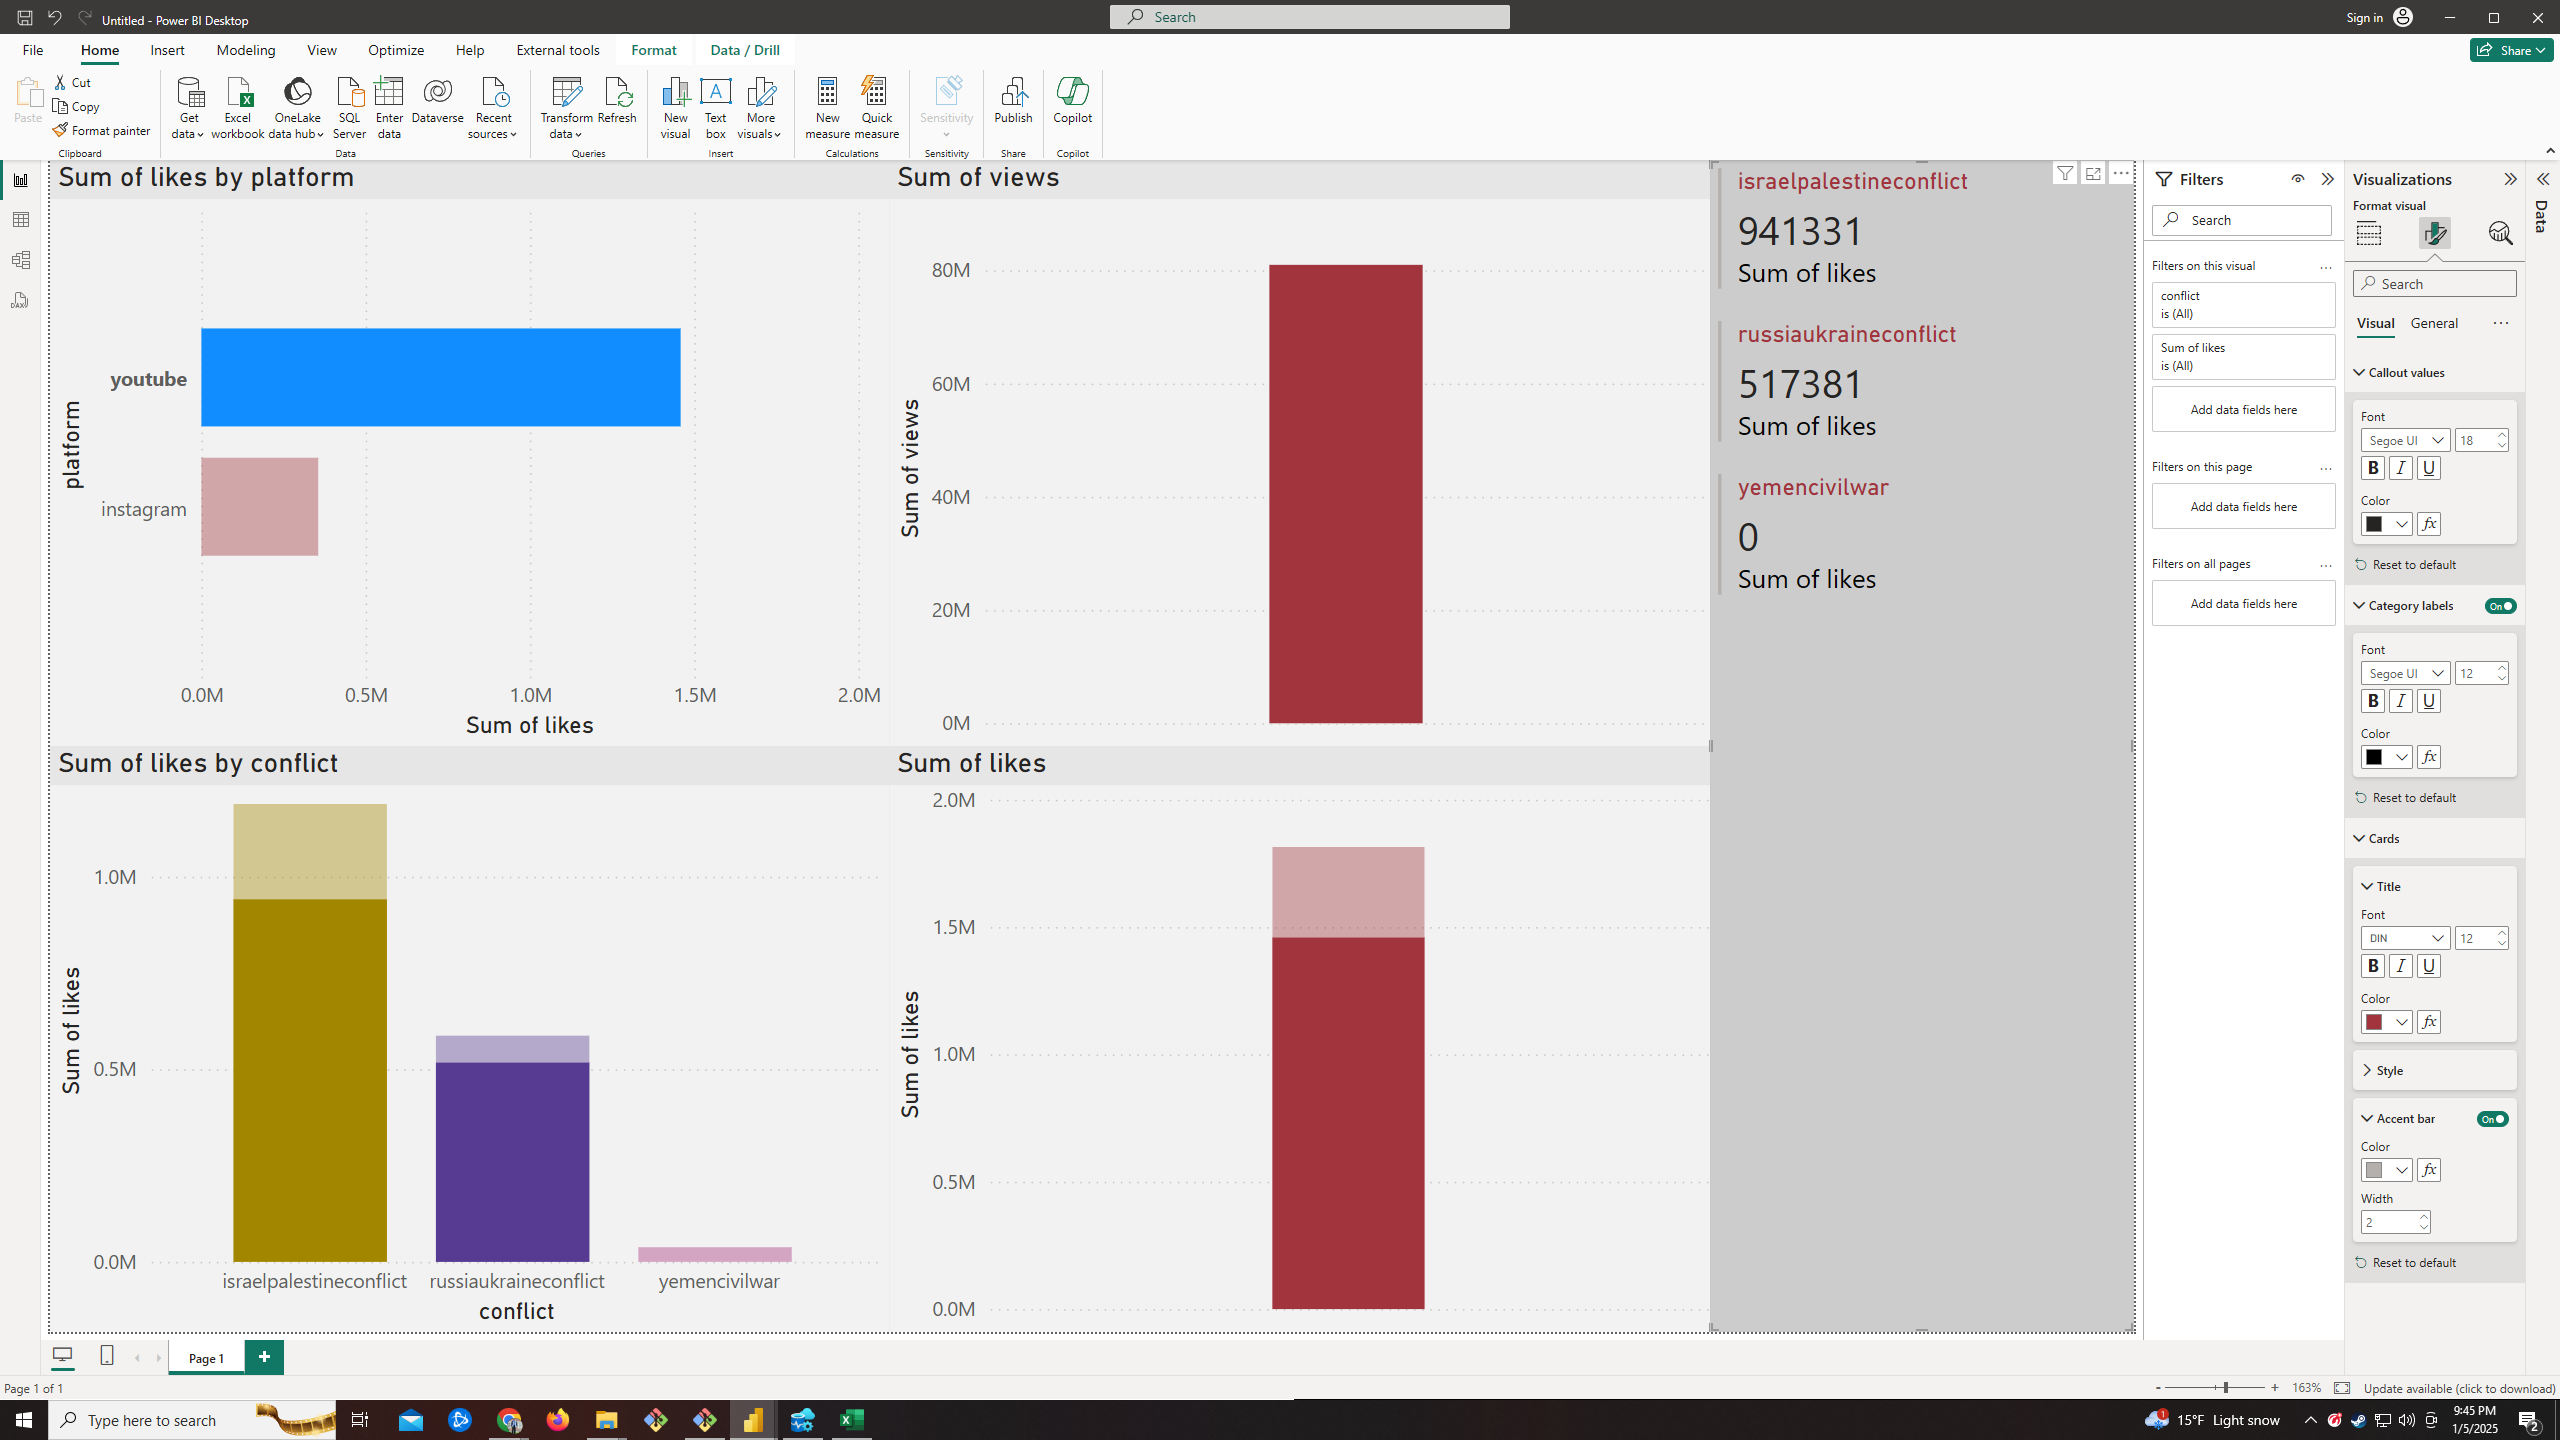 Untitled - Power BI Desktop
Search
Sign in
File
Home
Insert
Modeling
View
Optimize
Help
External tools
Format
Data / Drill
Share
Paste
Cut
Copy
Format painter
Get data
Excel workbook
OneLake data hub
SQL Server
Enter data
Dataverse
Recent sources
Transform data
Refresh
New visual
Text box
More visuals
New measure
Quick measure
Sensitivity
Publish
Copilot
Clipboard
Data
Queries
Insert
Calculations
Sensitivity
Share
Copilot
Sum of likes by platform
platform
youtube
instagram
0.0M 0.5M 1.0M 1.5M 2.0M
Sum of likes
Sum of views
Sum of views
80M
60M
40M
20M
0M
israelpalestineconflict
941331
Sum of likes
russiaukraineconflict
517381
Sum of likes
yemencivilwar
0
Sum of likes
Sum of likes by conflict
Sum of likes
1.0M
0.5M
0.0M
israelpalestineconflict russiaukraineconflict yemencivilwar
conflict
Sum of likes
Sum of likes
2.0M
1.5M
1.0M
0.5M
0.0M
Filters
Search
Filters on this visual
conflict
is (All)
Sum of likes
is (All)
Add data fields here
Filters on this page
Add data fields here
Filters on all pages
Add data fields here
Visualizations
Format visual
Search
Visual General
Callout values
Font
Segoe UI 18
B I U
Color
fx
Reset to default
Category labels On
Font
Segoe UI 12
B I U
Color
fx
Reset to default
Cards
Title
Font
DIN 12
B I U
Color
fx
Style
Accent bar On
Color
fx
Width
2
Reset to default
Data
DAX
Page 1
+
Page 1 of 1
- + 163%
Update available (click to download)
Type here to search
1
15°F Light snow
9:45 PM
1/5/2025
2